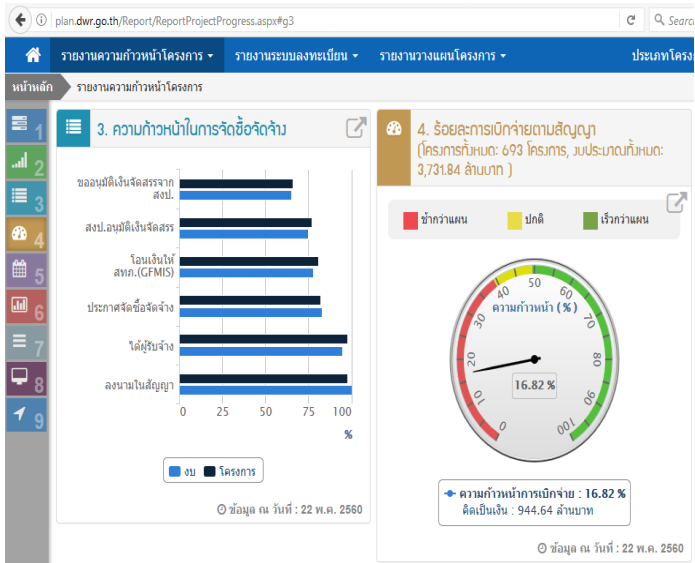 plan.dwr.go.th/Report/ReportProjectProgress.aspx#g3
Searc
รายงานความก้าวหน้าโครงการ
รายงานระบบลงทะเบียน
รายงานวางแผนโครงการ
ประเภทโครง
หน้าหลัก
รายงานความก้าวหน้าโครงการ
1
2
3
4
5
6
7
8
9
3. ความก้าวหน้าในการจัดซื้อจัดจ้าง
ขออนุมัติเงินจัดสรรจาก
สงป.
สงป.อนุมัติเงินจัดสรร
โอนเงินให้
สทภ.(GFMIS)
ประกาศจัดซื้อจัดจ้าง
ได้ผู้รับจ้าง
ลงนามในสัญญา
0 25 50 75 100
%
งบ โครงการ
ข้อมูล ณ วันที่ : 22 พ.ค. 2560
4. ร้อยละการเบิกจ่ายตามสัญญา
(โครงการทั้งหมด: 693 โครงการ, งบประมาณทั้งหมด:
3,731.84 ล้านบาท )
ช้ากว่าแผน ปกติ เร็วกว่าแผน
0 10 20 30 40 50 60 70 80 90 100
ความก้าวหน้า (%)
16.82 %
ความก้าวหน้าการเบิกจ่าย : 16.82 %
คิดเป็นเงิน : 944.64 ล้านบาท
ข้อมูล ณ วันที่ : 22 พ.ค. 2560